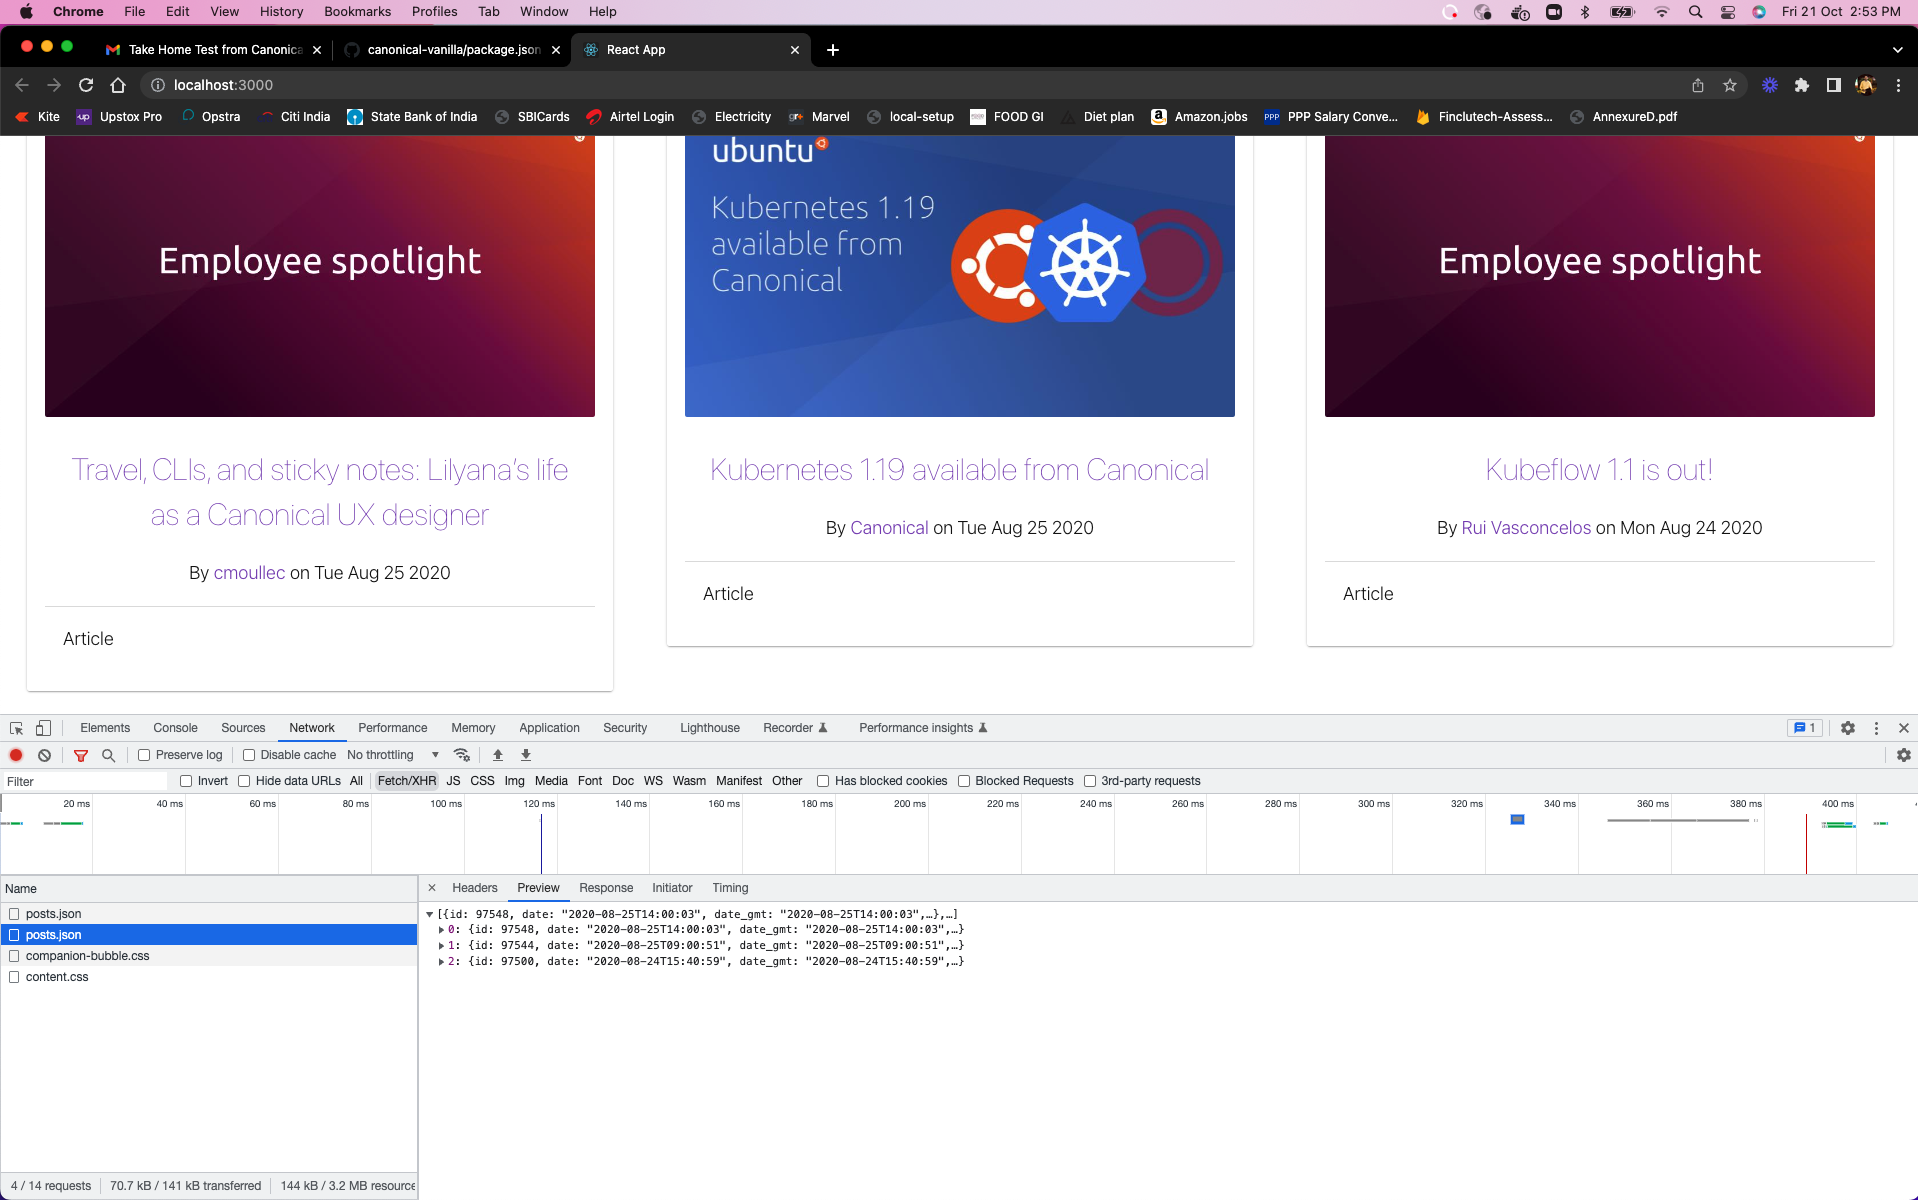 Chrome File Edit View History Bookmarks Profiles Tab Window Help Fri 21 Oct 2:53 PM
Take Home Test from Canonica canonical-vanilla/package.json React App
localhost:3000
Kite Upstox Pro Opstra Citi India State Bank of India SBICards Airtel Login Electricity Marvel local-setup FOOD GI Diet plan Amazon.jobs PPP Salary Conve... Finclutech-Assess... AnnexureD.pdf
Employee spotlight
ubuntu
Kubernetes 1.19
available from
Canonical
Employee spotlight
Travel, CLIs, and sticky notes: Lilyana's life
as a Canonical UX designer
By cmoullec on Tue Aug 25 2020
Article
Kubernetes 1.19 available from Canonical
By Canonical on Tue Aug 25 2020
Article
Kubeflow 1.1 is out!
By Rui Vasconcelos on Mon Aug 24 2020
Article
Elements Console Sources Network Performance Memory Application Security Lighthouse Recorder Performance insights 1
Preserve log Disable cache No throttling
Filter Invert Hide data URLs All Fetch/XHR JS CSS Img Media Font Doc WS Wasm Manifest Other Has blocked cookies Blocked Requests 3rd-party requests
20 ms 40 ms 60 ms 80 ms 100 ms 120 ms 140 ms 160 ms 180 ms 200 ms 220 ms 240 ms 260 ms 280 ms 300 ms 320 ms 340 ms 360 ms 380 ms 400 ms
Name
posts.json
posts.json
companion-bubble.css
content.css
Headers Preview Response Initiator Timing
[{id: 97548, date: "2020-08-25T14:00:03", date_gmt: "2020-08-25T14:00:03",…},…]
0: {id: 97548, date: "2020-08-25T14:00:03", date_gmt: "2020-08-25T14:00:03",…}
1: {id: 97544, date: "2020-08-25T09:00:51", date_gmt: "2020-08-25T09:00:51",…}
2: {id: 97500, date: "2020-08-24T15:40:59", date_gmt: "2020-08-24T15:40:59",…}
4 / 14 requests 70.7 kB / 141 kB transferred 144 kB / 3.2 MB resource